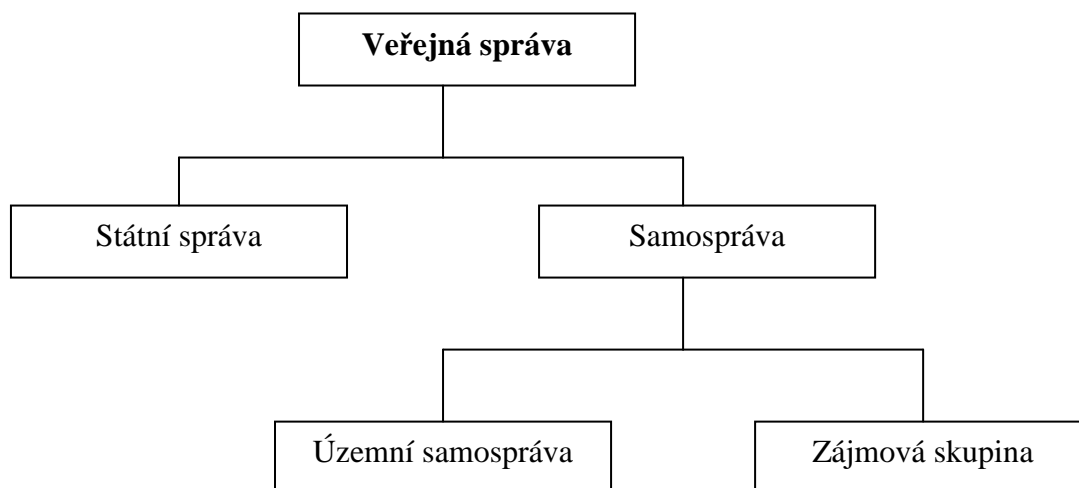 Veřejná správa
Státní správa
Samospráva
Územní samospráva
Zájmová skupina